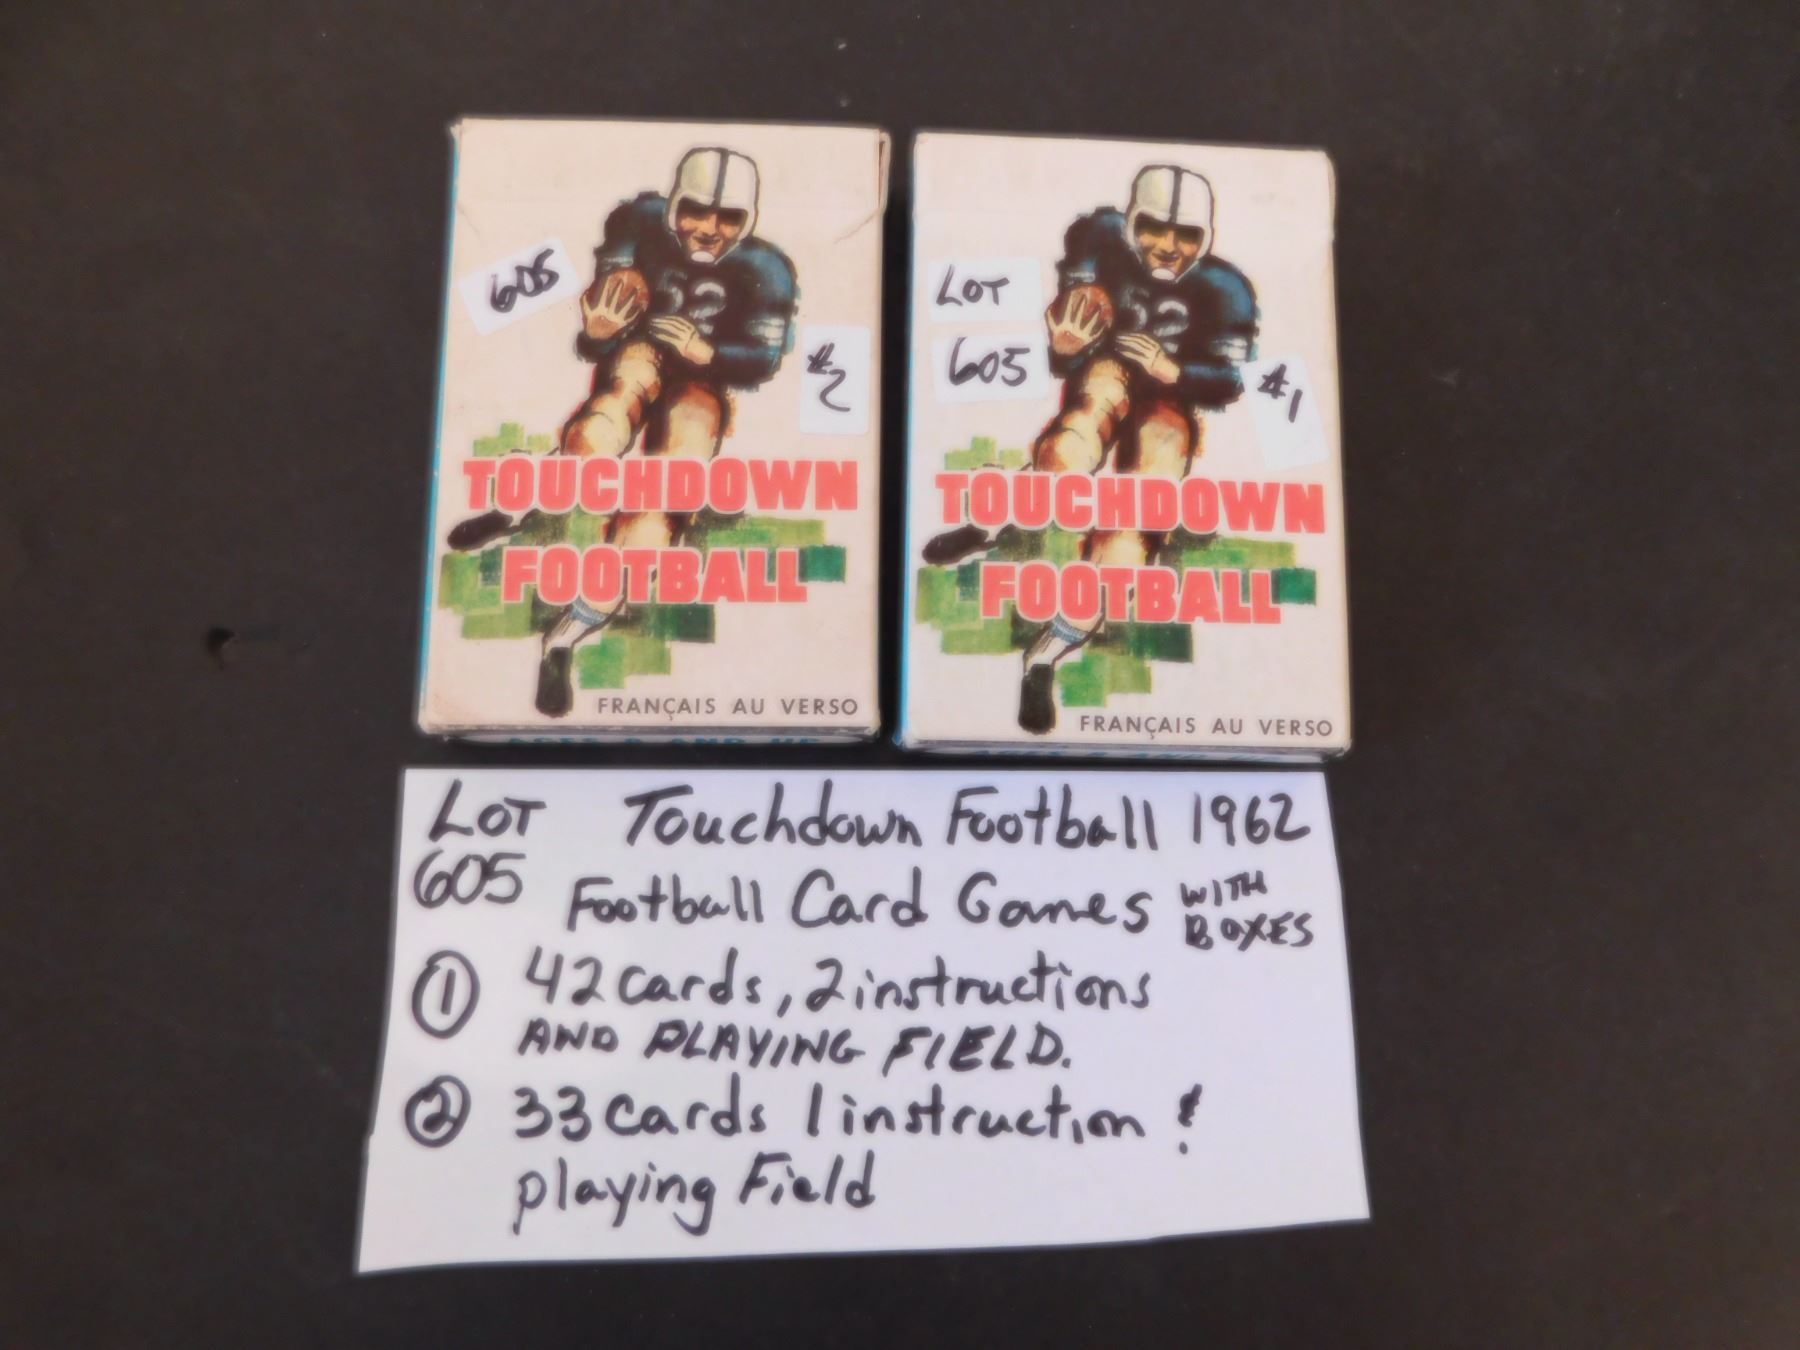 605
52
#2
TOUCHDOWN
FOOTBALL
FRANÇAIS AU VERSO
LOT
605
52
#1
TOUCHDOWN
FOOTBALL
FRANÇAIS AU VERSO
LOT Touchdown Football 1962
605 Football Card Games WITH BOXES
① 42 cards, 2 instructions
AND PLAYING FIELD.
② 33 cards 1 instruction &
playing Field